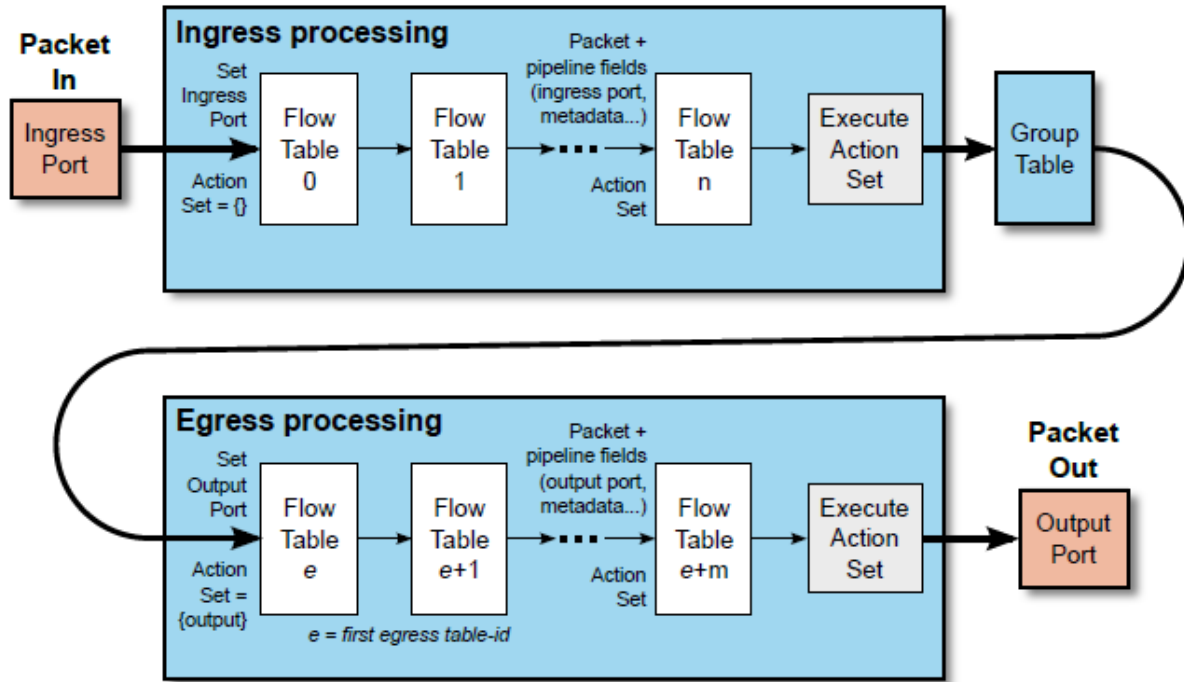 Ingress processing
Packet
In
Ingress
Port
Set
Ingress
Port
Action
Set = {}
Flow
Table
0
Flow
Table
1
Packet +
pipeline fields
(ingress port,
metadata...)
Action
Set
Flow
Table
n
Execute
Action
Set
Group
Table
Egress processing
Set
Output
Port
Action
Set =
{output}
Flow
Table
e
Flow
Table
e+1
e = first egress table-id
Packet +
pipeline fields
(output port,
metadata...)
Action
Set
Flow
Table
e+m
Execute
Action
Set
Packet
Out
Output
Port